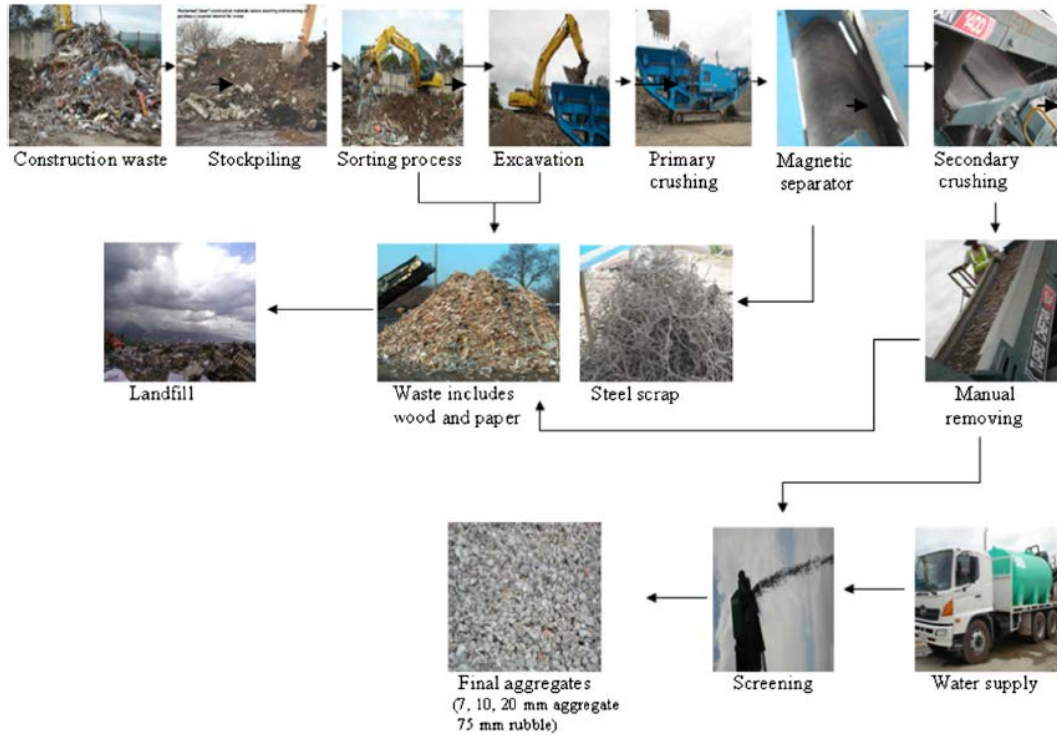 Construction waste
Stockpiling
Sorting process
Excavation
Primary
crushing
Magnetic
separator
Secondary
crushing
1400
Landfill
Waste includes
wood and paper
Steel scrap
Manual
removing
Final aggregates
(7, 10, 20 mm aggregate
75 mm rubble)
Screening
Water supply